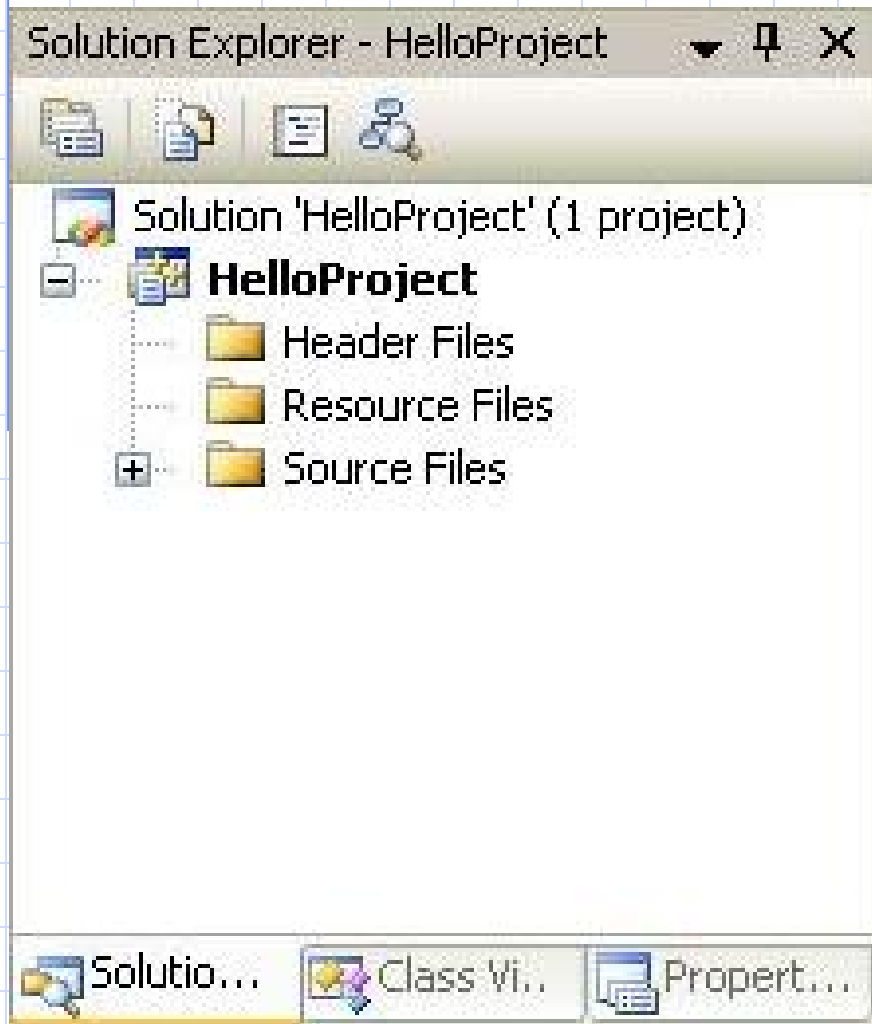 Solution Explorer - HelloProject
Solution 'HelloProject' (1 project)
HelloProject
Header Files
Resource Files
Source Files
Solutio...
Class Vi..
Propert...